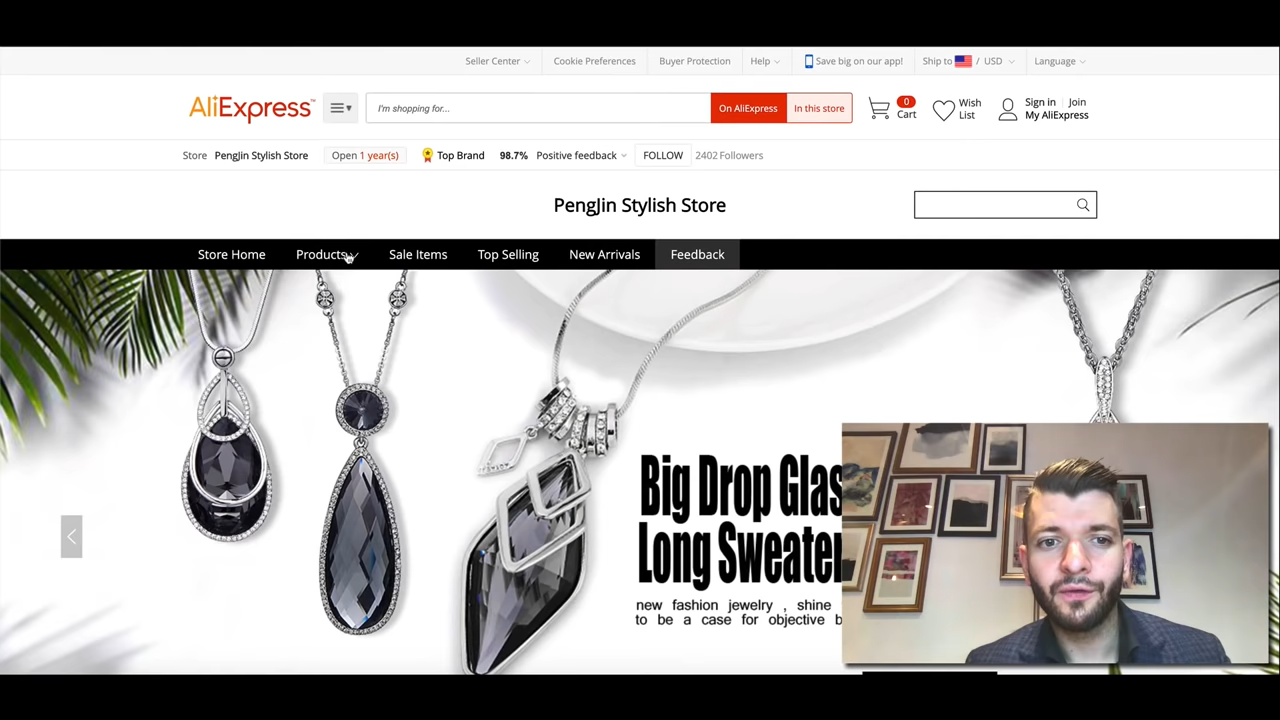 Seller Center
Cookie Preferences
Buyer Protection
Help
Save big on our app!
Ship to / USD
Language
AliExpress™
I'm shopping for...
On AliExpress
In this store
0
Cart
Wish
List
Sign in | Join
My AliExpress
Store PengJin Stylish Store
Open 1 year(s)
Top Brand
98.7% Positive feedback
FOLLOW
2402 Followers
PengJin Stylish Store
Store Home
Products
Sale Items
Top Selling
New Arrivals
Feedback
Big Drop Glas
Long Sweater
new fashion jewelry , shine
to be a case for objective b